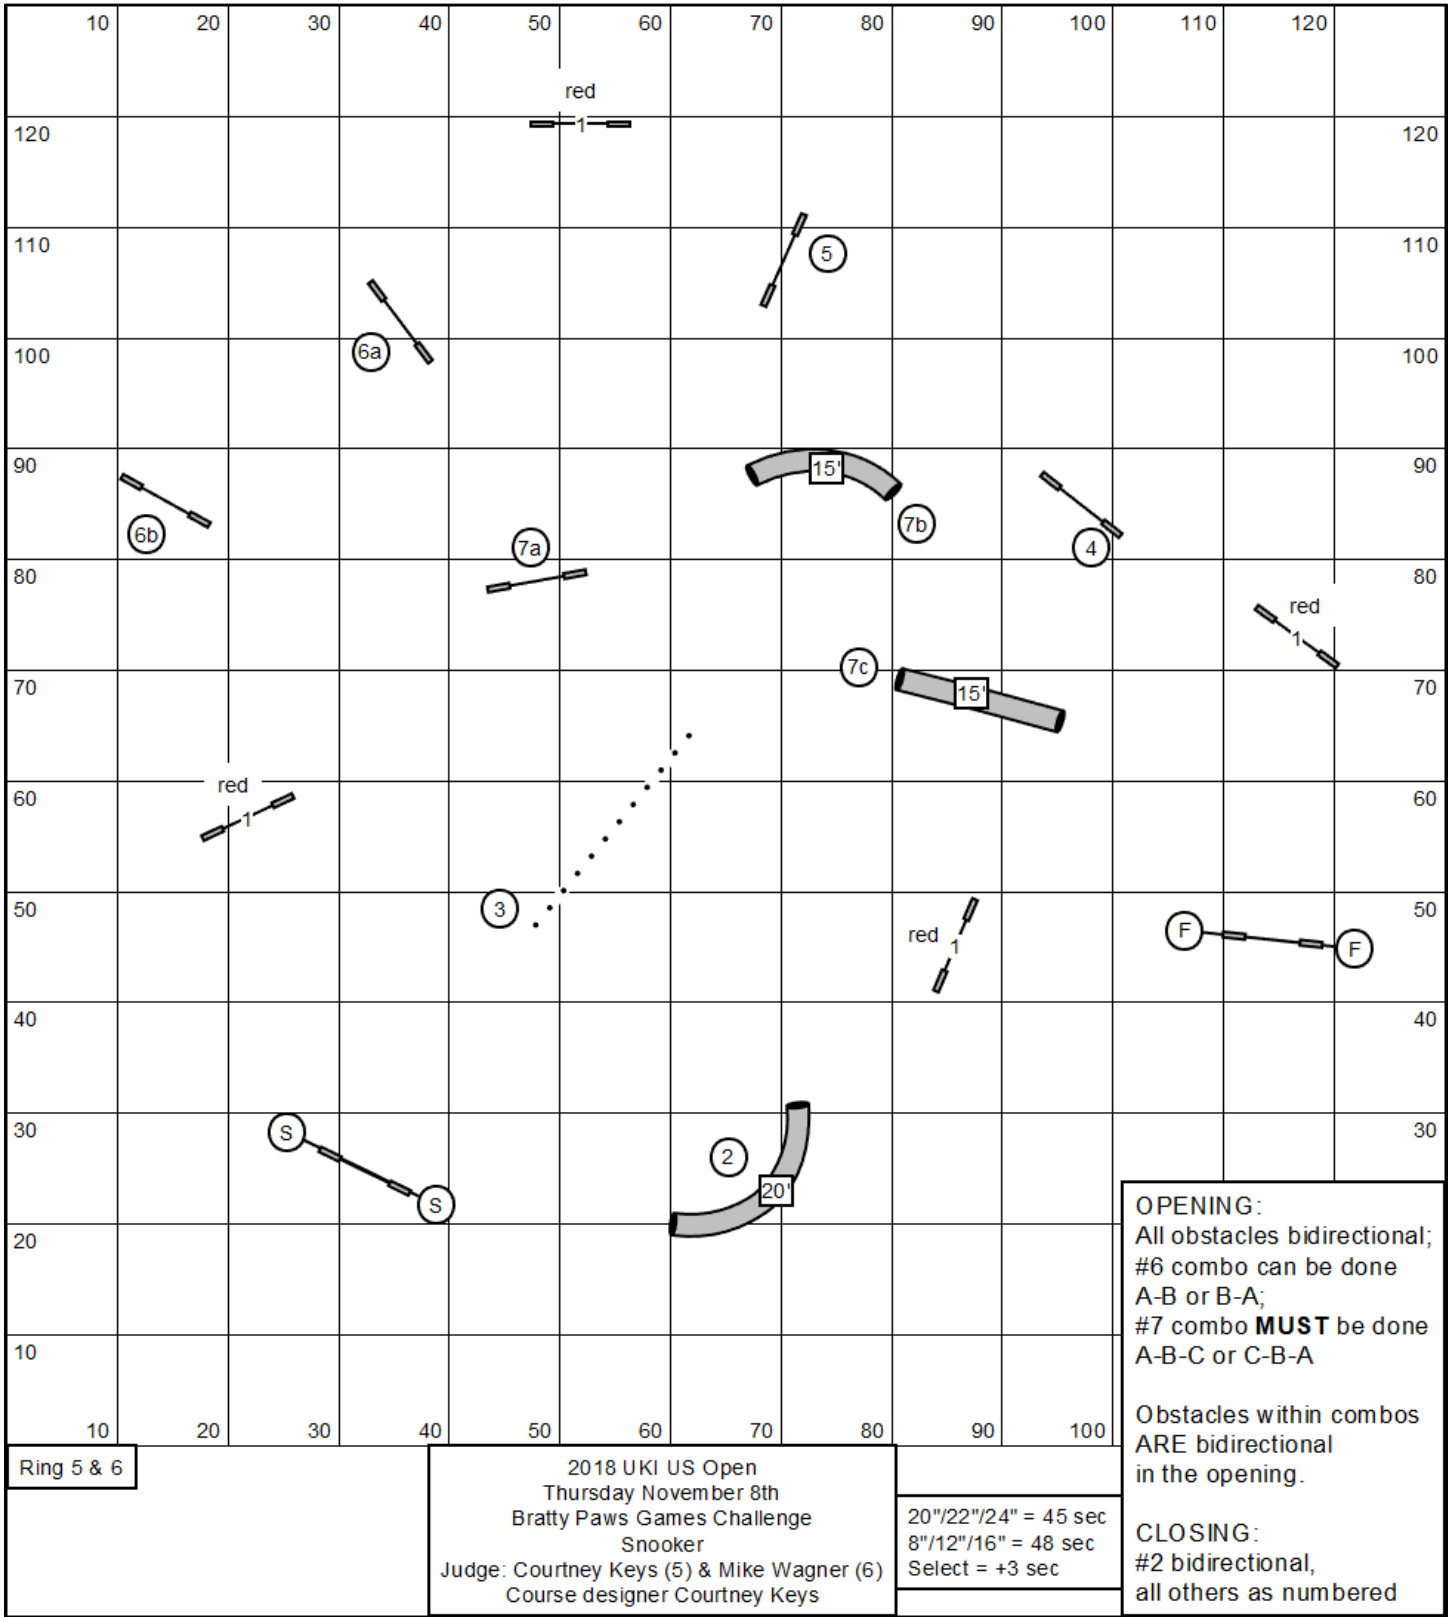 10 20 30 40 50 60 70 80 90 100 110 120
red
1
120 120
110 110
5
6a
100 100
90 90
15'
7b
6b
7a
4
80 80
red
1
7c
70 70
15'
red
1
60 60
3
50 50
red
1
F F
40 40
30 30
S S
2
20'
20
10
10 20 30 40 50 60 70 80 90 100
OPENING:
All obstacles bidirectional;
#6 combo can be done
A-B or B-A;
#7 combo MUST be done
A-B-C or C-B-A
Obstacles within combos
ARE bidirectional
in the opening.
CLOSING:
#2 bidirectional,
all others as numbered
Ring 5 & 6
2018 UKI US Open
Thursday November 8th
Bratty Paws Games Challenge
Snooker
Judge: Courtney Keys (5) & Mike Wagner (6)
Course designer Courtney Keys
20"/22"/24" = 45 sec
8"/12"/16" = 48 sec
Select = +3 sec